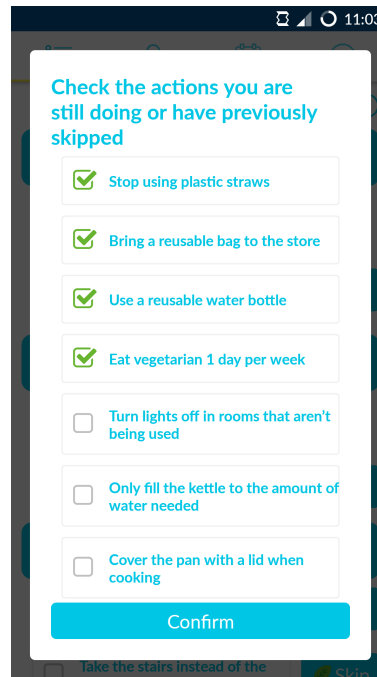 11:03
Check the actions you are
still doing or have previously
skipped
Stop using plastic straws
Bring a reusable bag to the store
Use a reusable water bottle
Eat vegetarian 1 day per week
Turn lights off in rooms that aren't
being used
Only fill the kettle to the amount of
water needed
Cover the pan with a lid when
cooking
Confirm
Take the stairs instead of the
Skip